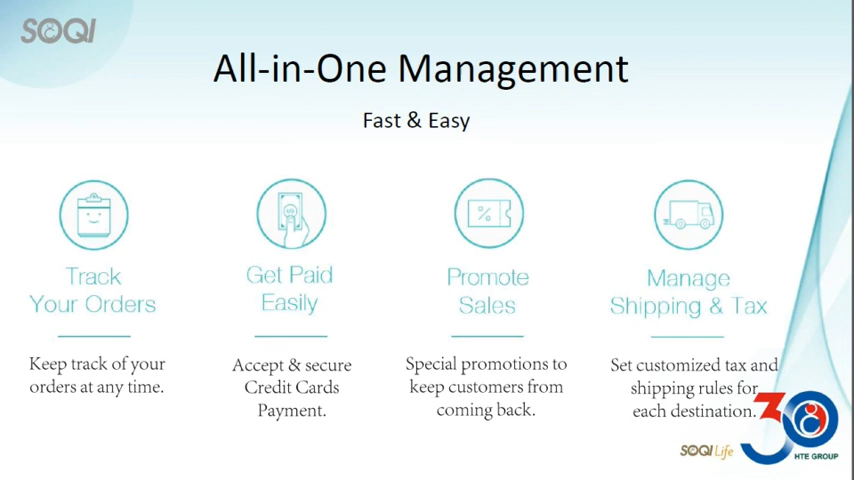 SOQI
All-in-One Management
Fast & Easy
Track
Your Orders
Keep track of your
orders at any time.
Get Paid
Easily
Accept & secure
Credit Cards
Payment.
%
Promote
Sales
Special promotions to
keep customers from
coming back.
Manage
Shipping & Tax
Set customized tax and
shipping rules for
each destination.
SOQI Life
30
HTE GROUP